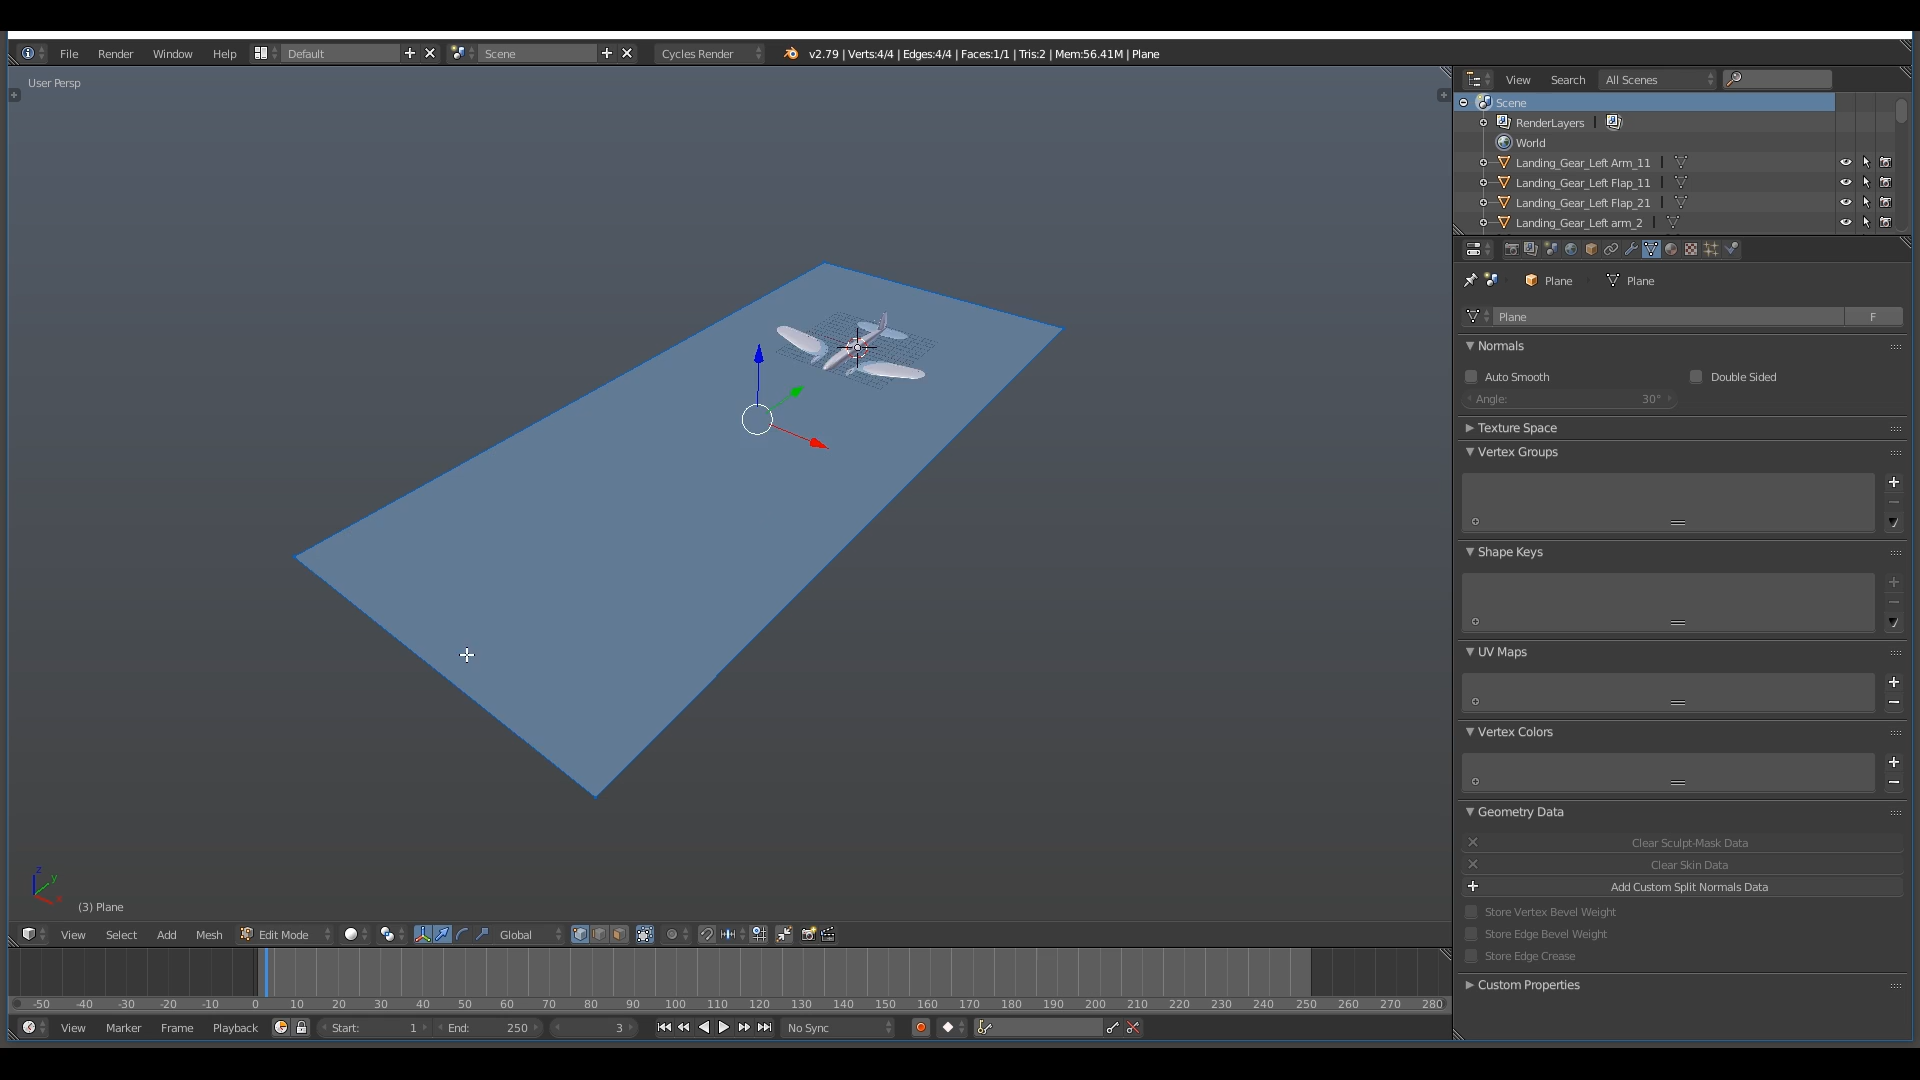 File Render Window Help Default Scene Cycles Render v2.79 | Verts:4/4 | Edges:4/4 | Faces:1/1 | Tris:2 | Mem:56.41M | Plane
User Persp
View Search All Scenes
Scene
RenderLayers
World
Landing_Gear_Left Arm_11
Landing_Gear_Left Flap_11
Landing_Gear_Left Flap_21
Landing_Gear_Left arm_2
Plane Plane
Plane F
Normals
Auto Smooth Double Sided
Angle: 30°
Texture Space
Vertex Groups
Shape Keys
UV Maps
Vertex Colors
Geometry Data
Clear Sculpt-Mask Data
Clear Skin Data
Add Custom Split Normals Data
Store Vertex Bevel Weight
Store Edge Bevel Weight
Store Edge Crease
Custom Properties
z y x
(3) Plane
View Select Add Mesh Edit Mode Global
-50 -40 -30 -20 -10 0 10 20 30 40 50 60 70 80 90 100 110 120 130 140 150 160 170 180 190 200 210 220 230 240 250 260 270 280
View Marker Frame Playback Start: 1 End: 250 3 No Sync